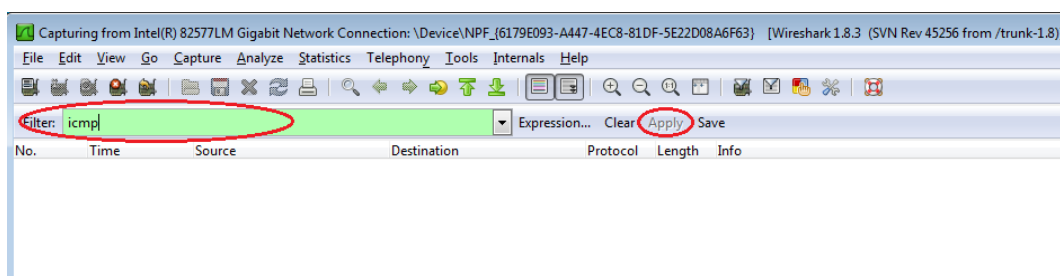 Capturing from Intel(R) 82577LM Gigabit Network Connection: \Device\NPF_{6179E093-A447-4EC8-81DF-5E22D08A6F63} [Wireshark 1.8.3 (SVN Rev 45256 from /trunk-1.8)
File Edit View Go Capture Analyze Statistics Telephony Tools Internals Help
Filter: icmp Expression... Clear Apply Save
No. Time Source Destination Protocol Length Info